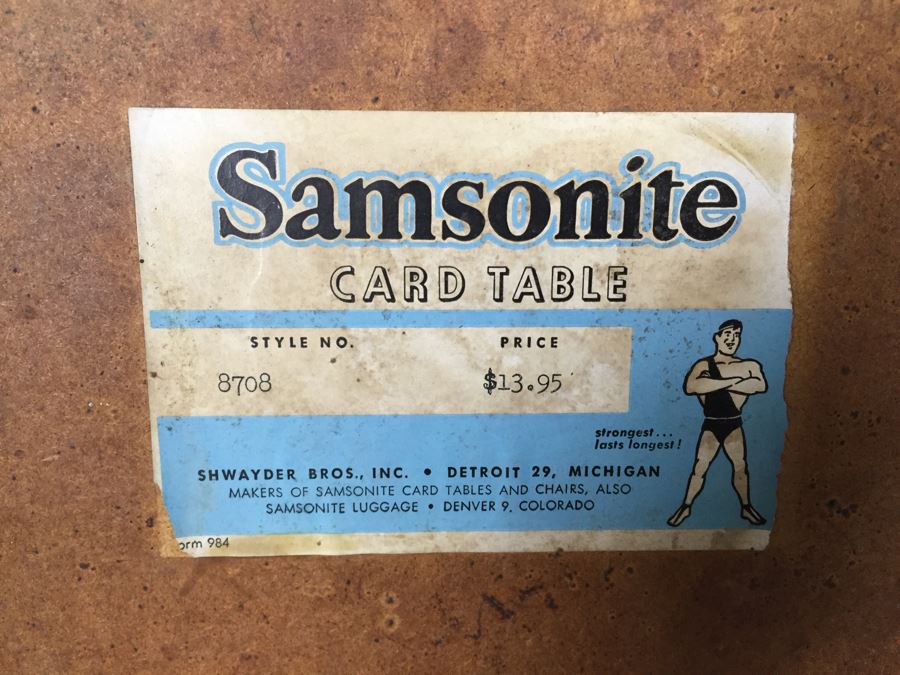 Samsonite
CARD TABLE
STYLE NO. PRICE
8708 $13.95
strongest...
lasts longest!
SHWAYDER BROS., INC. • DETROIT 29, MICHIGAN
MAKERS OF SAMSONITE CARD TABLES AND CHAIRS, ALSO
SAMSONITE LUGGAGE • DENVER 9, COLORADO
orm 984